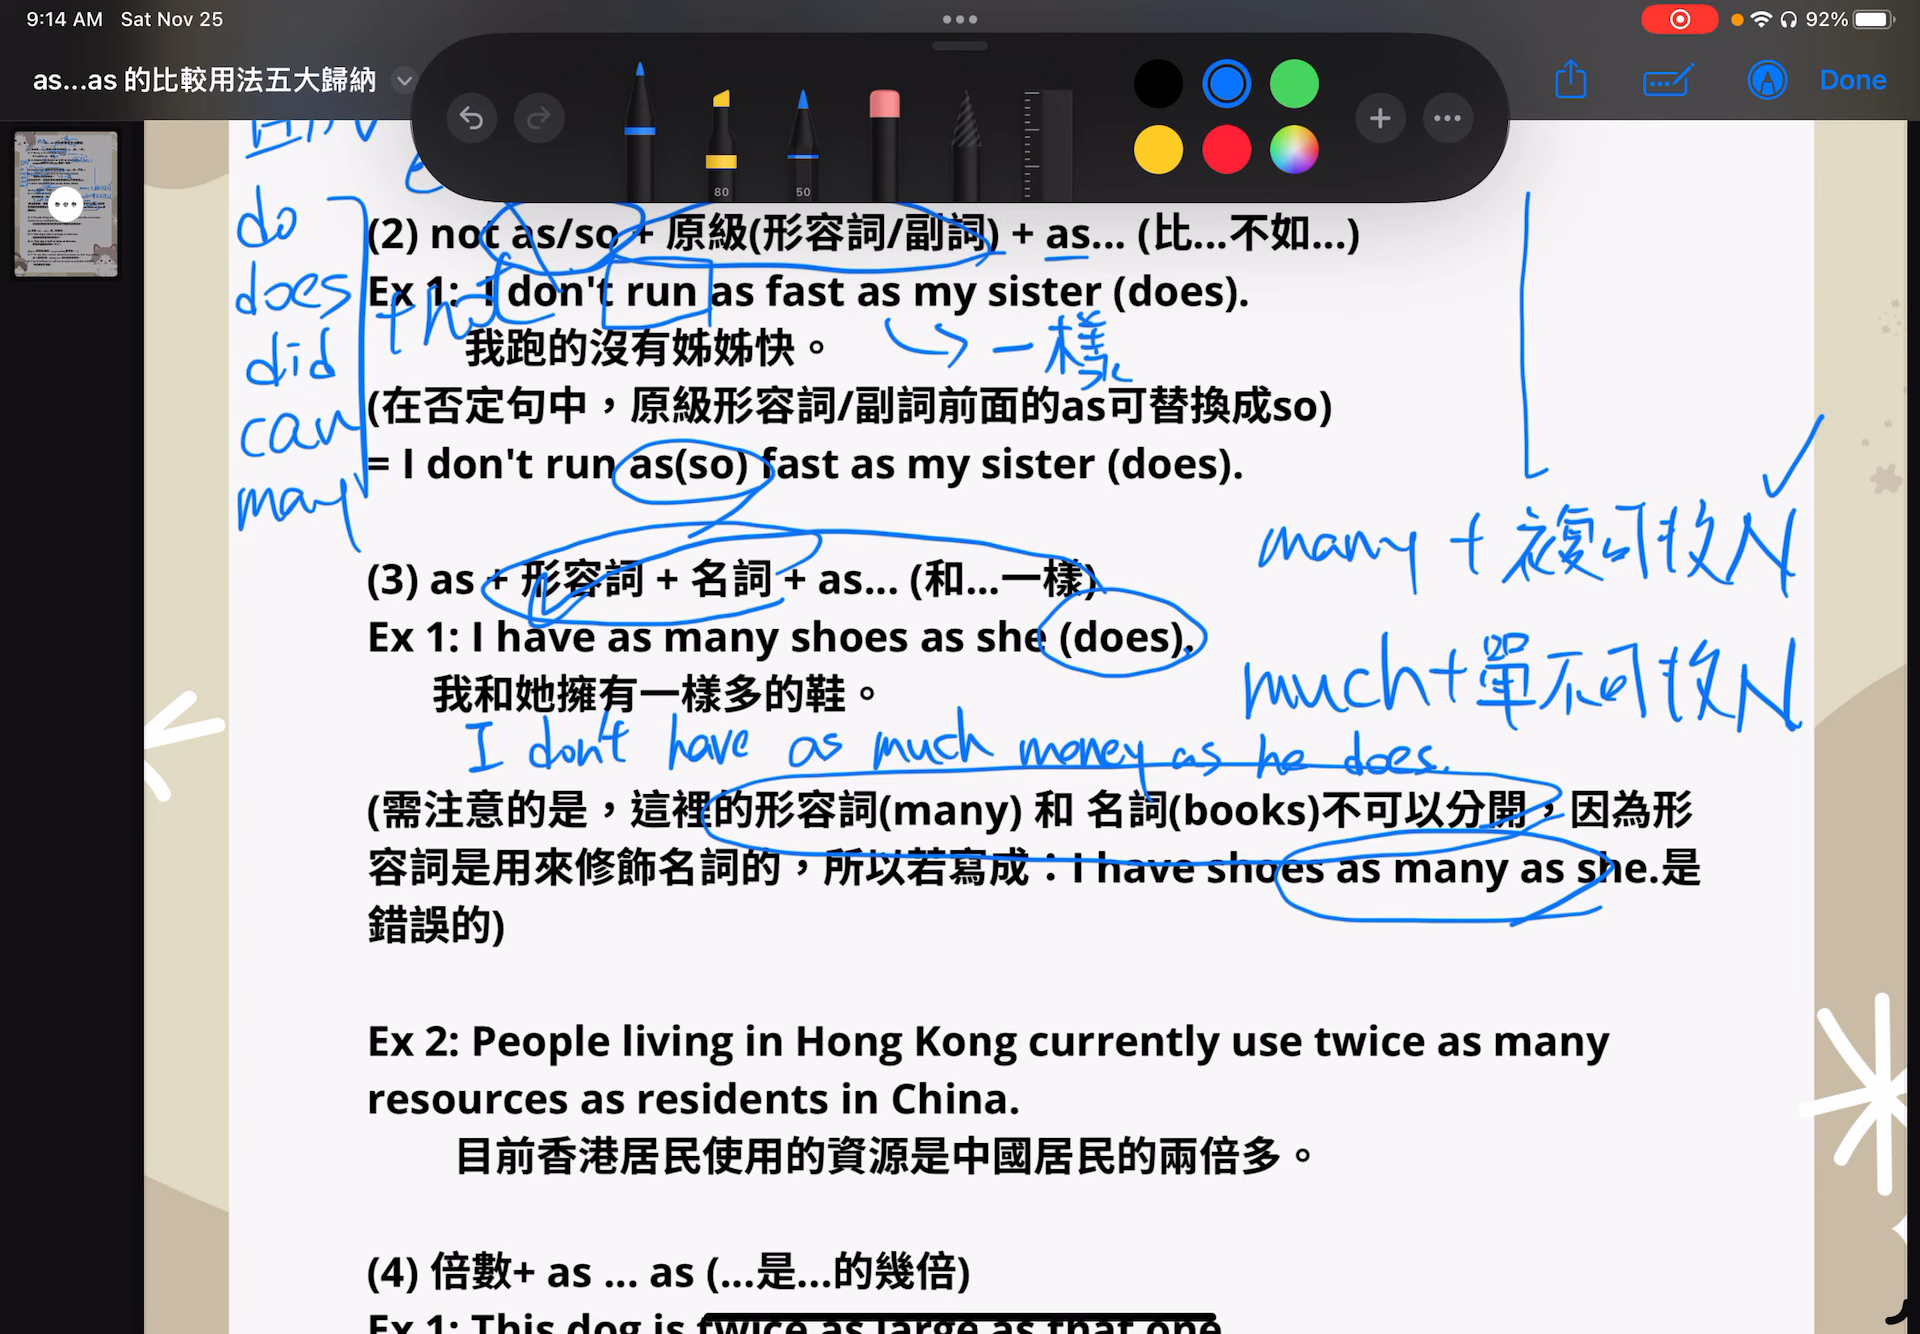 9:14 AM Sat Nov 25
92%
as...as 的比較用法五大歸納
Done
80
50
do
does
did
can
may
+ not
(2) not as/so + 原級(形容詞/副詞) + as... (比...不如...)
Ex 1: I don't run as fast as my sister (does).
我跑的沒有姊姊快。
一樣
(在否定句中，原級形容詞/副詞前面的as可替換成so)
= I don't run as(so) fast as my sister (does).
many + 複可數N
(3) as + 形容詞 + 名詞 + as... (和...一樣)
Ex 1: I have as many shoes as she (does).
much + 單不可數N
我和她擁有一樣多的鞋。
I don't have as much money as he does.
(需注意的是，這裡的形容詞(many) 和 名詞(books)不可以分開，因為形
容詞是用來修飾名詞的，所以若寫成：I have shoes as many as she.是
錯誤的)
Ex 2: People living in Hong Kong currently use twice as many
resources as residents in China.
目前香港居民使用的資源是中國居民的兩倍多。
(4) 倍數+ as ... as (...是...的幾倍)
Ex 1: This dog is twice as large as that one